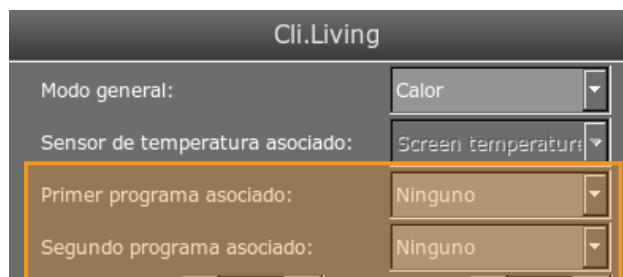 Cli.Living
Modo general: Calor
Sensor de temperatura asociado: Screen temperature
Primer programa asociado: Ninguno
Segundo programa asociado: Ninguno